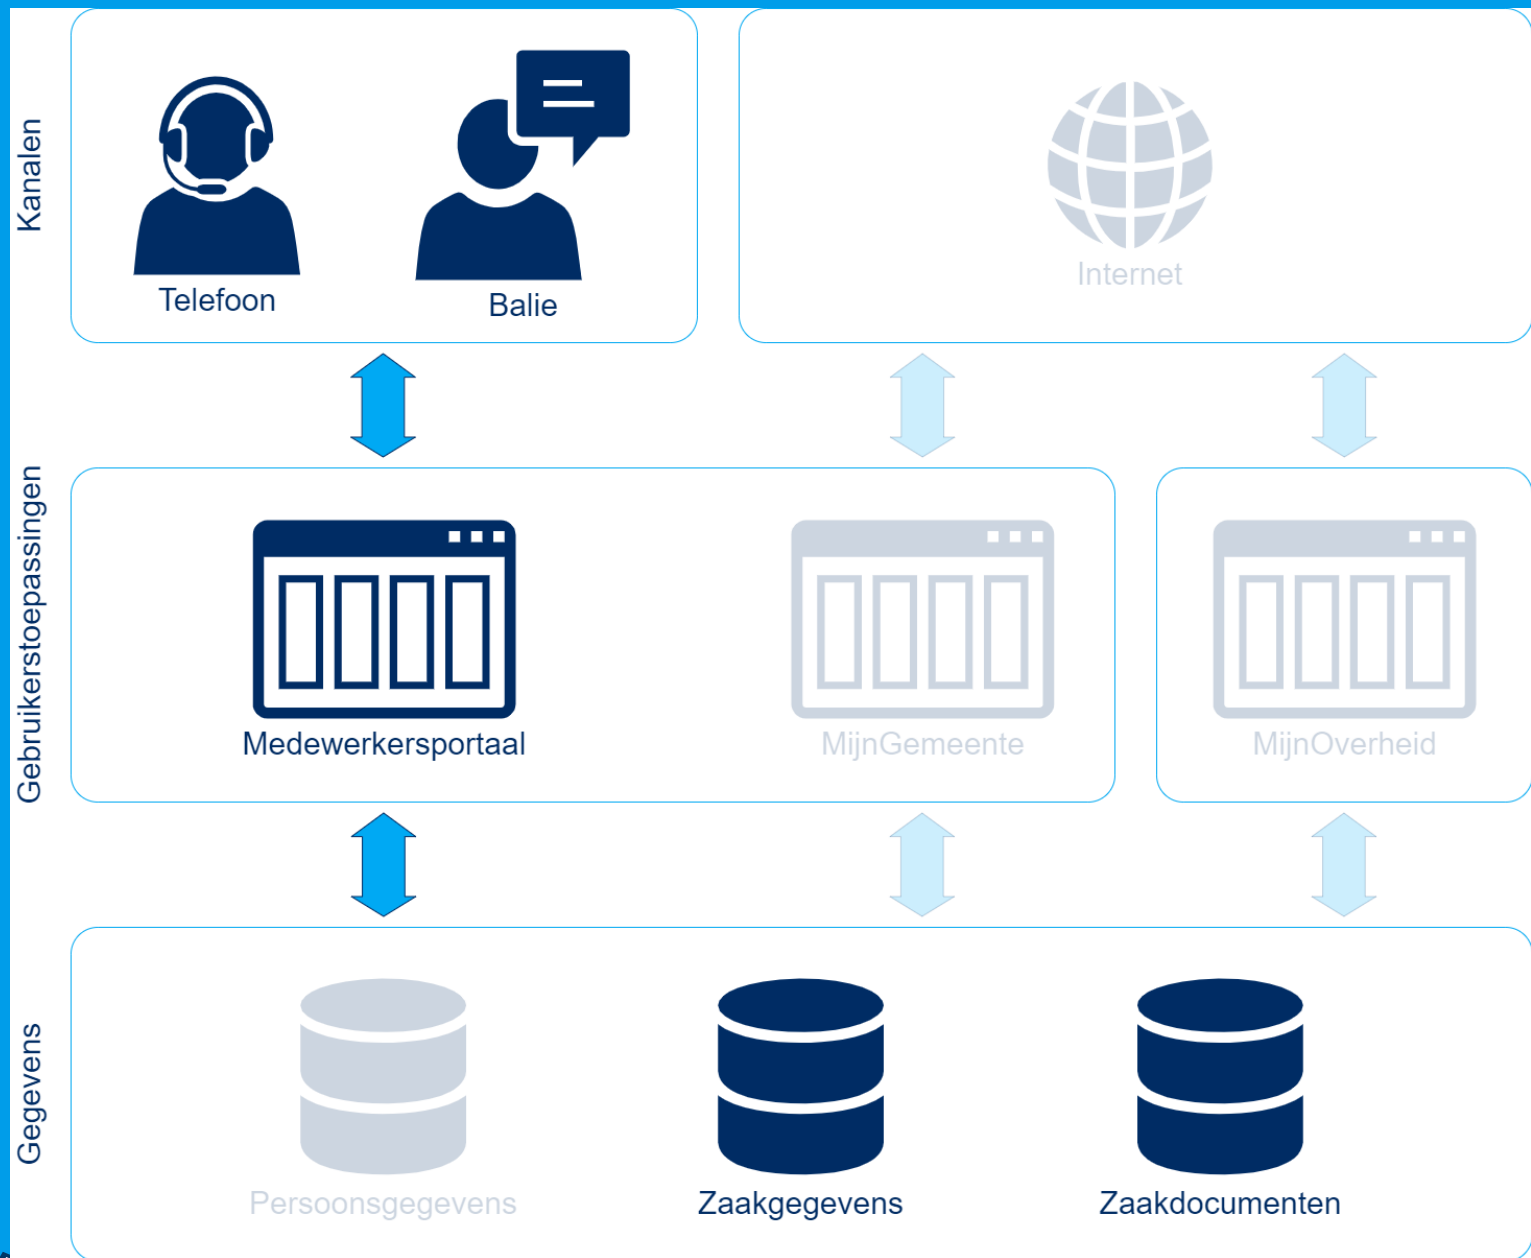 Kanalen
Telefoon
Balie
Internet
Gebruikerstoepassingen
Medewerkersportaal
MijnGemeente
MijnOverheid
Gegevens
Persoonsgegevens
Zaakgegevens
Zaakdocumenten